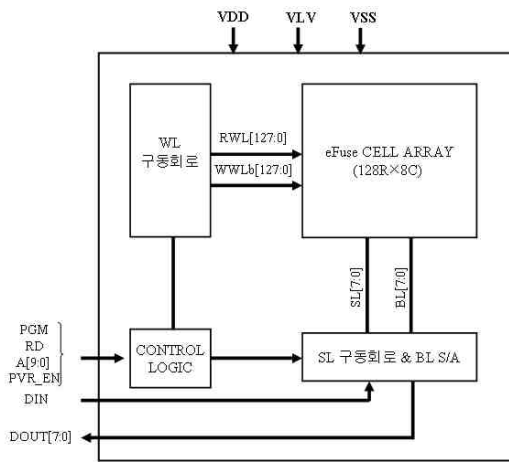 VDD VLV VSS
WL
구동회로
RWL[127:0]
WWLb[127:0]
eFuse CELL ARRAY
(128R×8C)
SL[7:0]
BL[7:0]
PGM
RD
A[9:0]
PVR_EN
CONTROL
LOGIC
SL 구동회로 & BL S/A
DIN
DOUT[7:0]